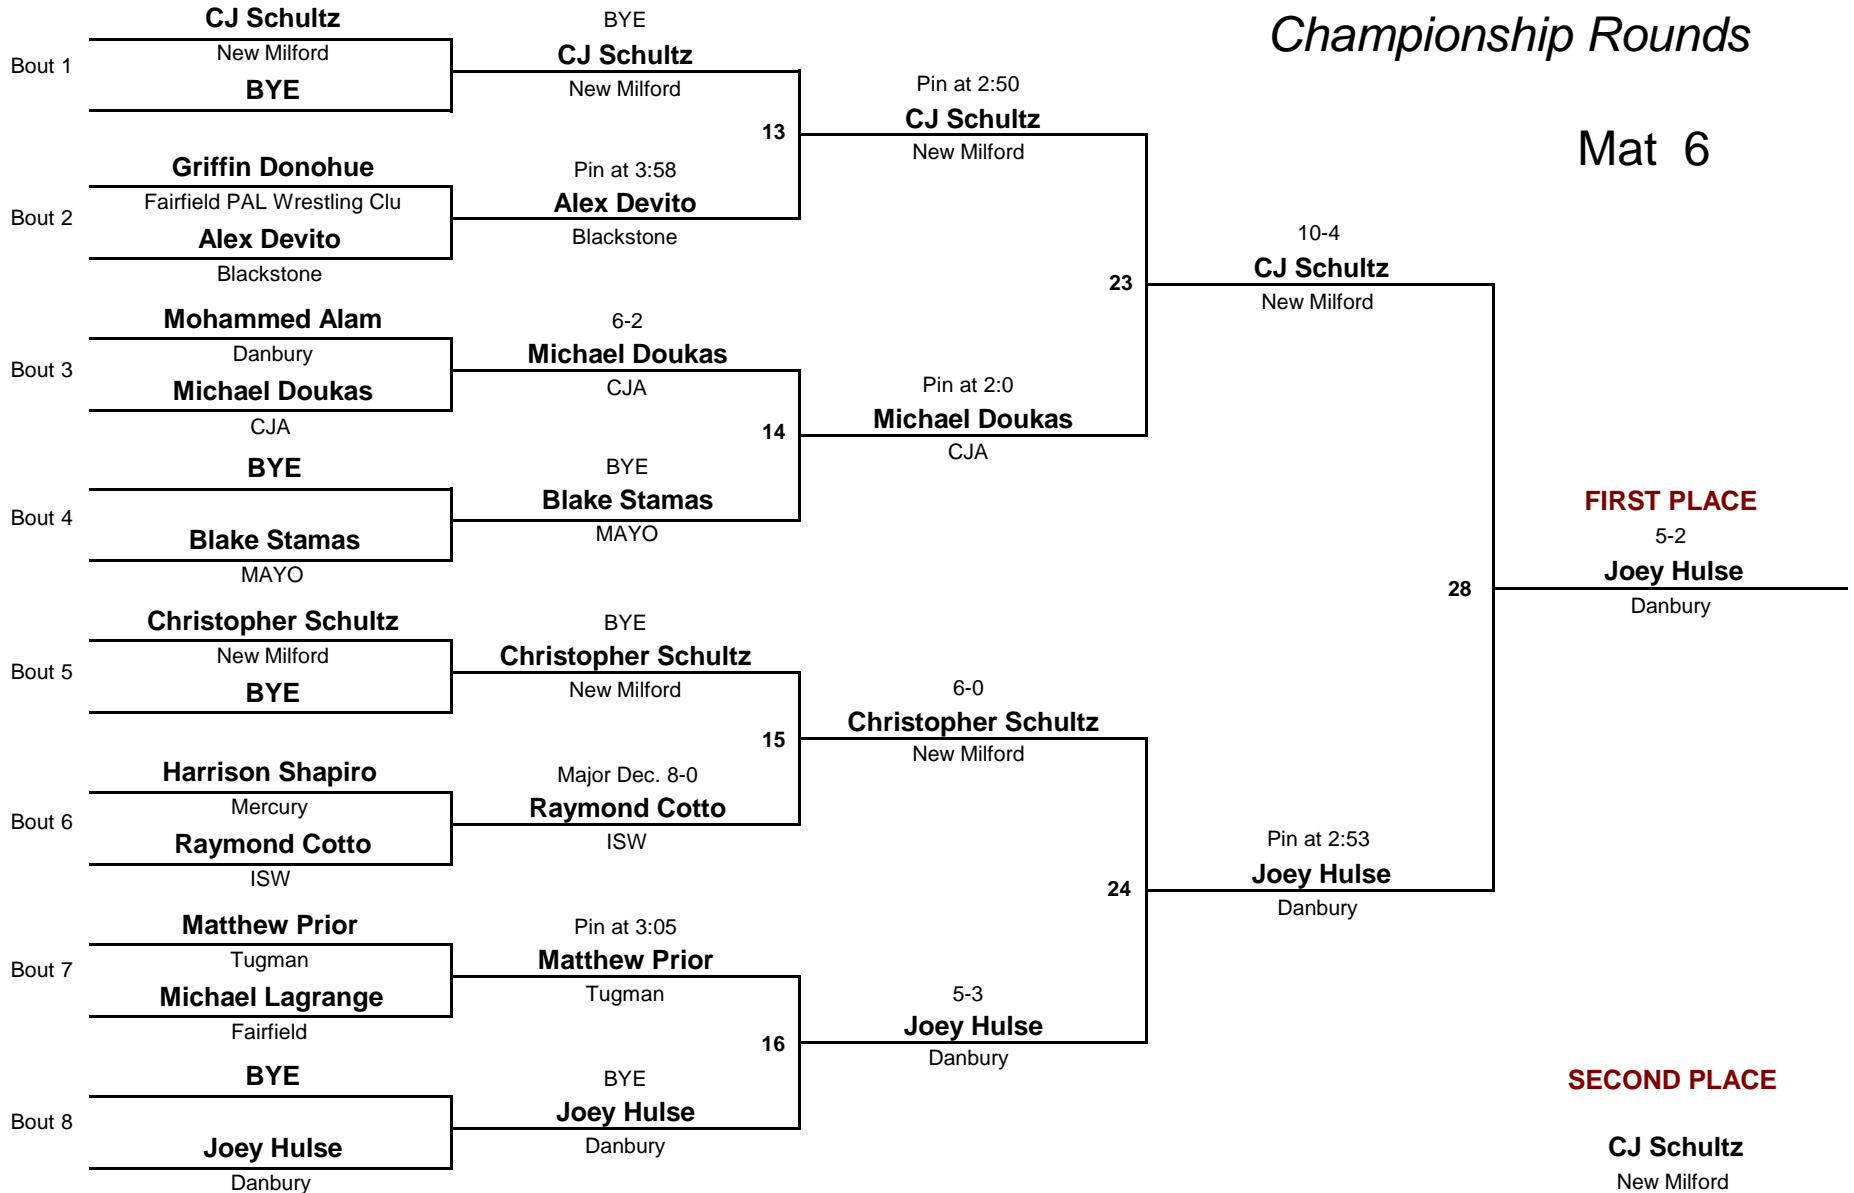 Championship Rounds
Mat 6
Bout 1
CJ Schultz
New Milford
BYE
Bout 2
Griffin Donohue
Fairfield PAL Wrestling Clu
Alex Devito
Blackstone
Bout 3
Mohammed Alam
Danbury
Michael Doukas
CJA
Bout 4
BYE
Blake Stamas
MAYO
Bout 5
Christopher Schultz
New Milford
BYE
Bout 6
Harrison Shapiro
Mercury
Raymond Cotto
ISW
Bout 7
Matthew Prior
Tugman
Michael Lagrange
Fairfield
Bout 8
BYE
Joey Hulse
Danbury
BYE
CJ Schultz
New Milford
13
Pin at 3:58
Alex Devito
Blackstone
6-2
Michael Doukas
CJA
14
BYE
Blake Stamas
MAYO
BYE
Christopher Schultz
New Milford
15
Major Dec. 8-0
Raymond Cotto
ISW
Pin at 3:05
Matthew Prior
Tugman
16
BYE
Joey Hulse
Danbury
Pin at 2:50
CJ Schultz
New Milford
23
Pin at 2:0
Michael Doukas
CJA
6-0
Christopher Schultz
New Milford
24
5-3
Joey Hulse
Danbury
10-4
CJ Schultz
New Milford
28
Pin at 2:53
Joey Hulse
Danbury
FIRST PLACE
5-2
Joey Hulse
Danbury
SECOND PLACE
CJ Schultz
New Milford